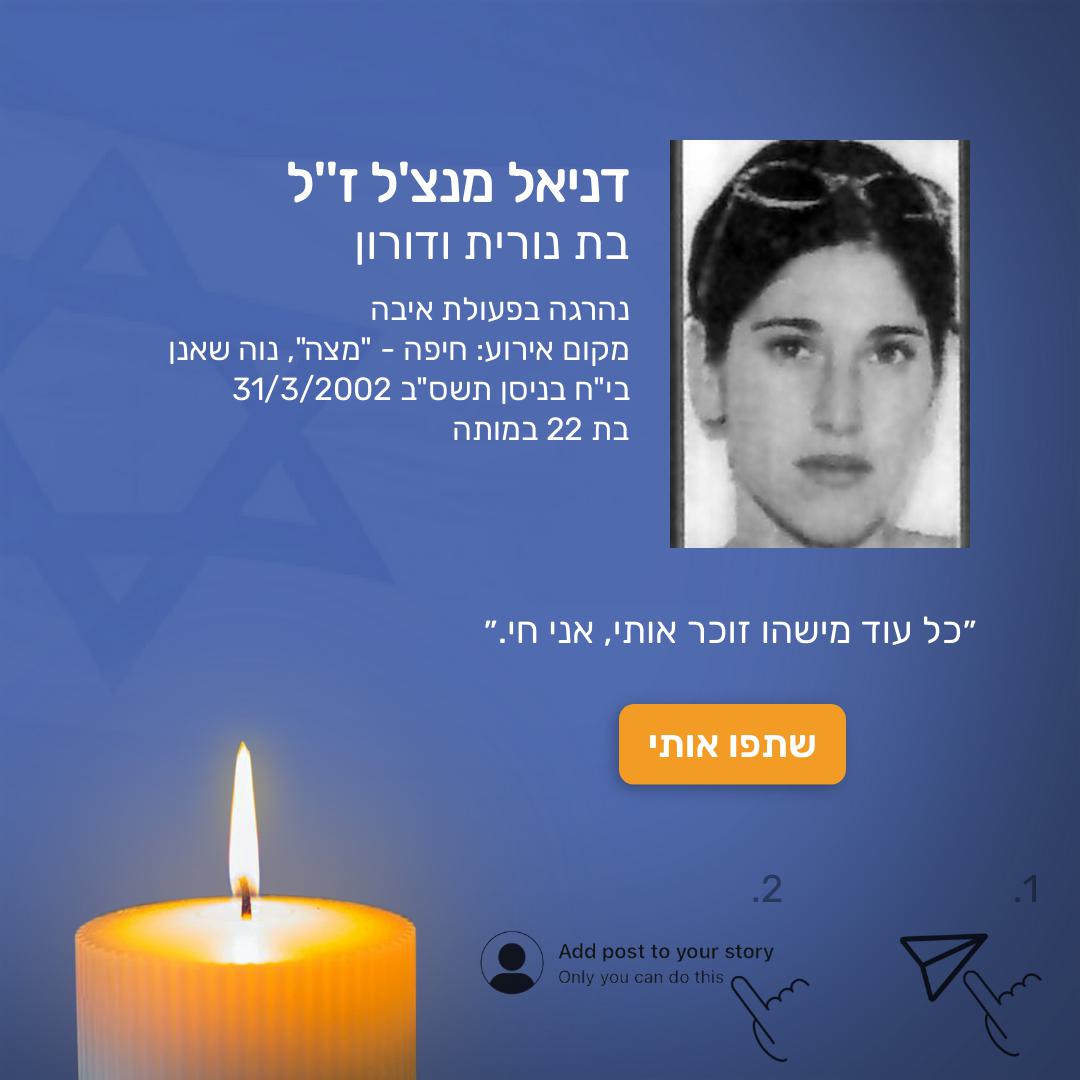 דניאל מנצ'ל ז''ל
בת נורית ודורון
נהרגה בפעולת איבה
מקום אירוע: חיפה - "מצה", נוה שאנן
בי"ח בניסן תשס"ב 31/3/2002
בת 22 במותה
״כל עוד מישהו זוכר אותי, אני חי.״
שתפו אותי
.1
.2
Add post to your story
Only you can do this